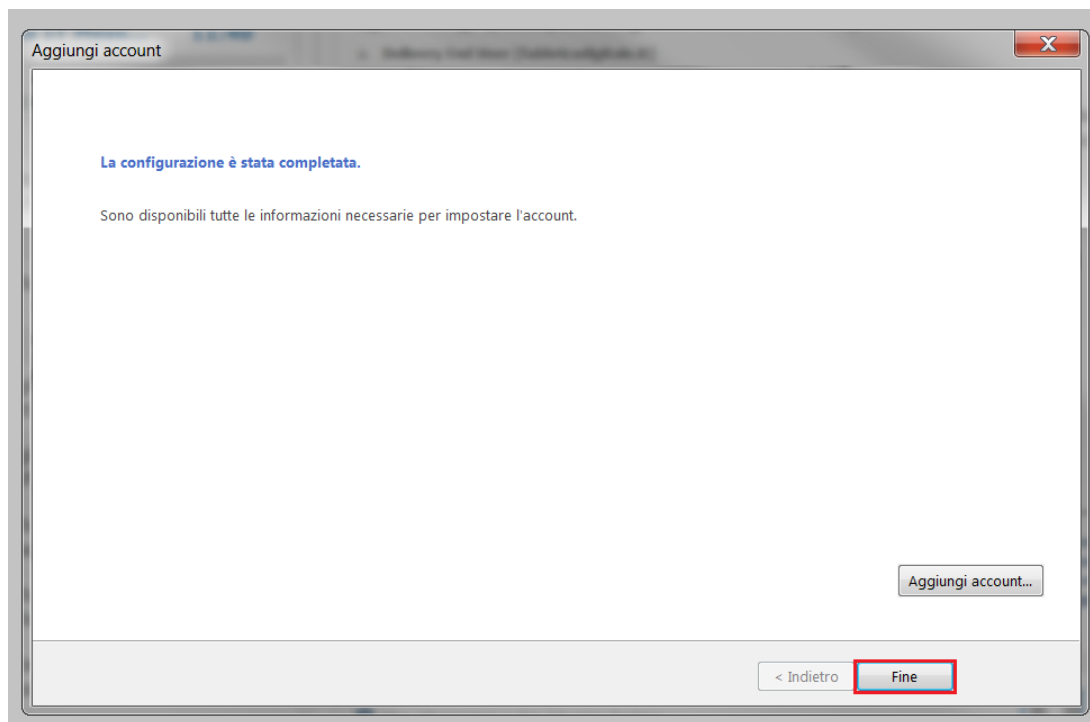 Aggiungi account
La configurazione è stata completata.
Sono disponibili tutte le informazioni necessarie per impostare l'account.
Aggiungi account...
< Indietro
Fine